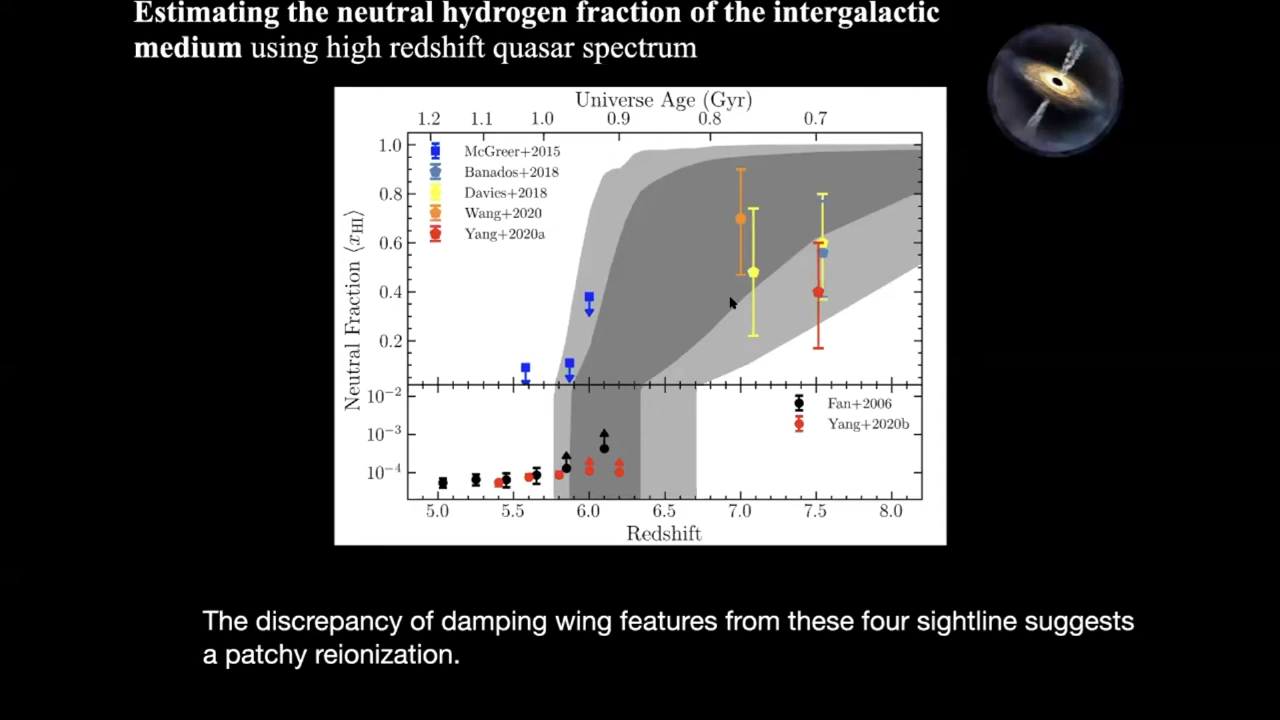 Estimating the neutral hydrogen fraction of the intergalactic
medium using high redshift quasar spectrum
Universe Age (Gyr)
1.2 1.1 1.0 0.9 0.8 0.7
McGreer+2015
Banados+2018
Davies+2018
Wang+2020
Yang+2020a
1.0
0.8
0.6
0.4
0.2
Neutral Fraction ⟨xHI⟩
10⁻²
10⁻³
10⁻⁴
Fan+2006
Yang+2020b
5.0 5.5 6.0 6.5 7.0 7.5 8.0
Redshift
The discrepancy of damping wing features from these four sightline suggests
a patchy reionization.